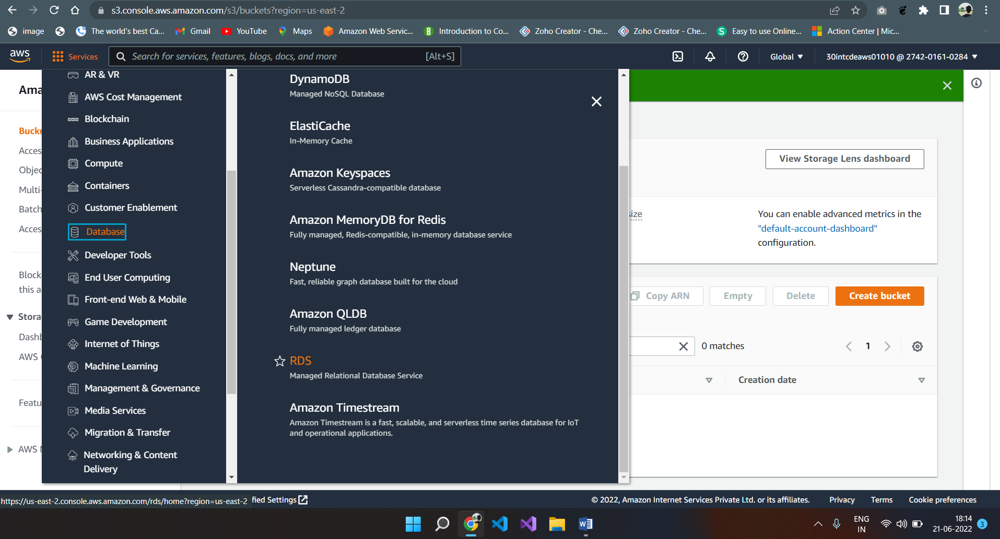 s3.console.aws.amazon.com/s3/buckets?region=us-east-2
image
The world's best Ca...
Gmail
YouTube
Maps
Amazon Web Servic...
Introduction to Co...
Zoho Creator - Che...
Zoho Creator - Che...
Easy to use Online...
Action Center | Mic...
aws
Services
Search for services, features, blogs, docs, and more
[Alt+S]
Global
30intcdeaws01010 @ 2742-0161-0284
Ama
Bucke
Acces
Objec
Multi-
Batch
Acces
Block
this a
Stora
Dashb
AWS
Featu
AWS
AR & VR
AWS Cost Management
Blockchain
Business Applications
Compute
Containers
Customer Enablement
Database
Developer Tools
End User Computing
Front-end Web & Mobile
Game Development
Internet of Things
Machine Learning
Management & Governance
Media Services
Migration & Transfer
Networking & Content
Delivery
DynamoDB
Managed NoSQL Database
ElastiCache
In-Memory Cache
Amazon Keyspaces
Serverless Cassandra-compatible database
Amazon MemoryDB for Redis
Fully managed, Redis-compatible, in-memory database service
Neptune
Fast, reliable graph database built for the cloud
Amazon QLDB
Fully managed ledger database
RDS
Managed Relational Database Service
Amazon Timestream
Amazon Timestream is a fast, scalable, and serverless time series database for IoT
and operational applications.
View Storage Lens dashboard
size
You can enable advanced metrics in the
"default-account-dashboard"
configuration.
Copy ARN
Empty
Delete
Create bucket
0 matches
1
Creation date
https://us-east-2.console.aws.amazon.com/rds/home?region=us-east-2
fied Settings
© 2022, Amazon Internet Services Private Ltd. or its affiliates.
Privacy
Terms
Cookie preferences
ENG
IN
18:14
21-06-2022
3